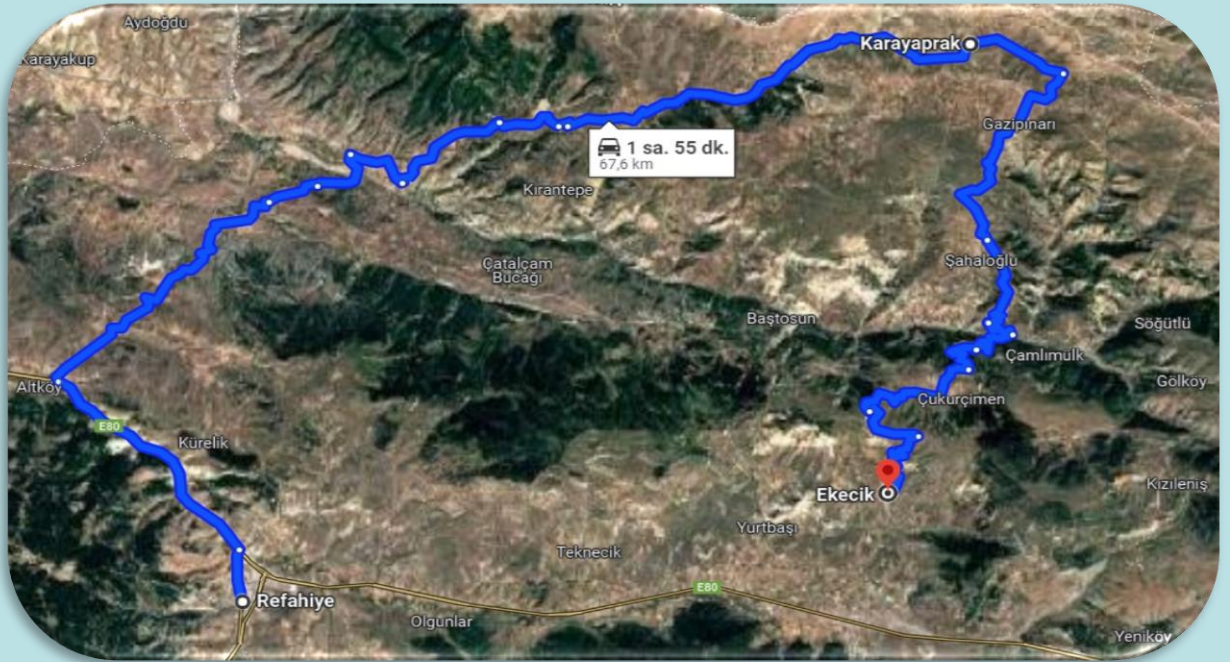 Aydoğdu
Karayakup
Karayaprak
Gazipınarı
1 sa. 55 dk.
67,6 km
Kırantepe
Şahaloğlu
Çatalçam
Bucağı
Baştosun
Söğütlü
Çamlımulk
Altköy
Gölkoy
Çukurçimen
E80
Kürelik
Kızıleniş
Ekecik
Yurtbaşı
Teknecik
E80
Refahiye
Olgunlar
Yeniköy